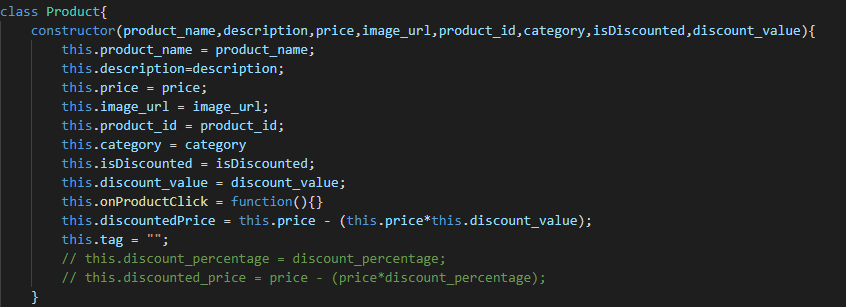 class Product{
constructor(product_name,description,price,image_url,product_id,category,isDiscounted,discount_value){
this.product_name = product_name;
this.description=description;
this.price = price;
this.image_url = image_url;
this.product_id = product_id;
this.category = category
this.isDiscounted = isDiscounted;
this.discount_value = discount_value;
this.onProductClick = function(){}
this.discountedPrice = this.price - (this.price*this.discount_value);
this.tag = "";
// this.discount_percentage = discount_percentage;
// this.discounted_price = price - (price*discount_percentage);
}